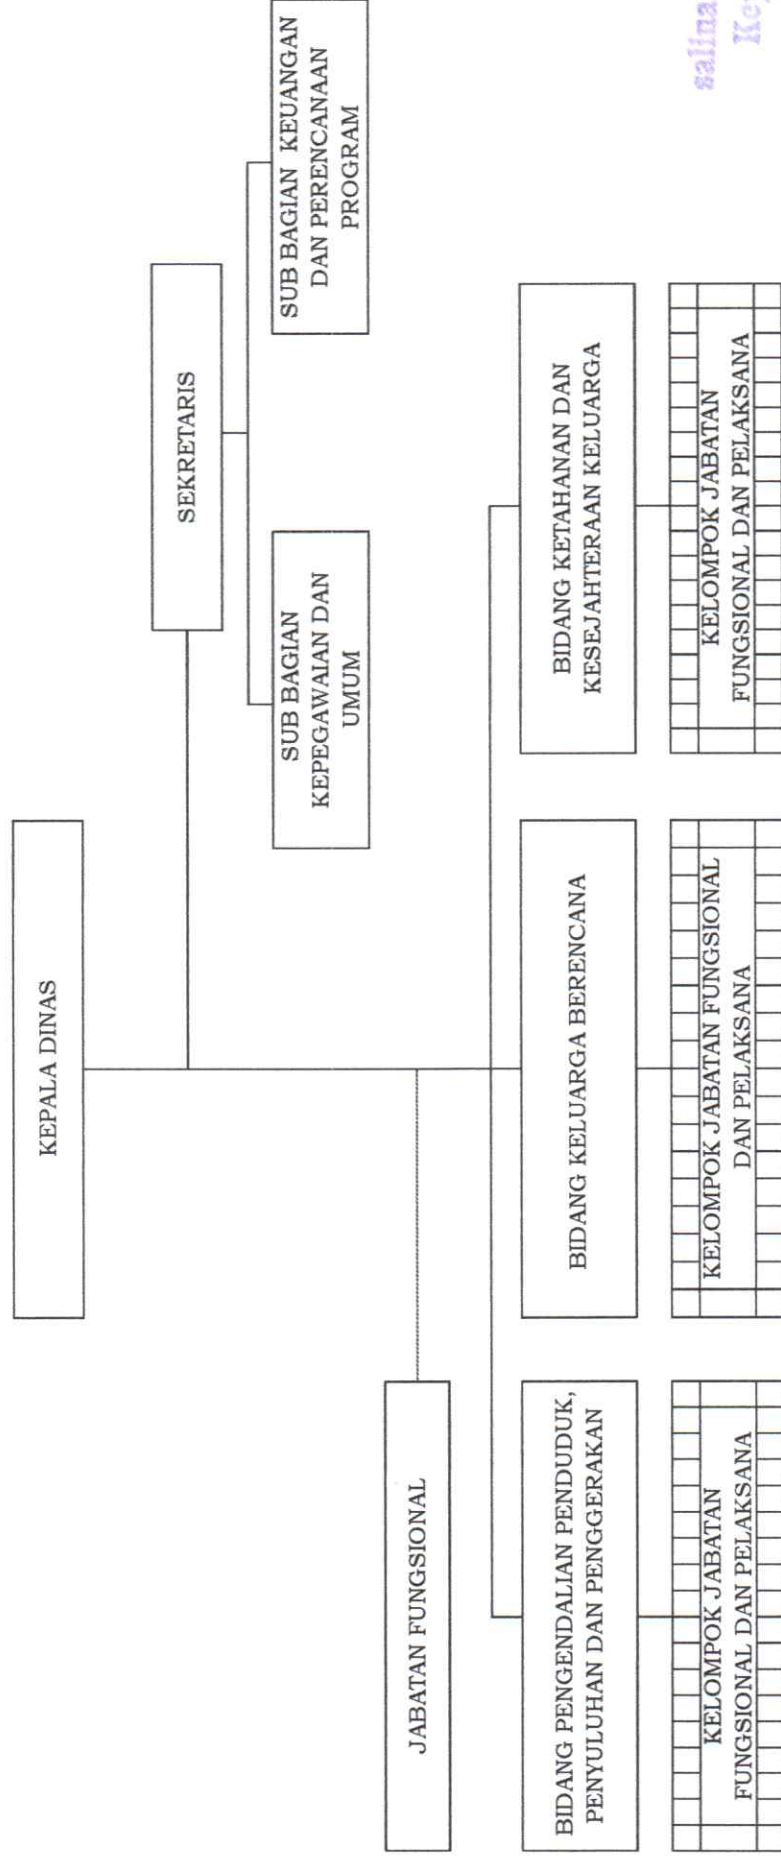 KEPALA DINAS
SEKRETARIS
SUB BAGIAN
KEPEGAWAIAN DAN
UMUM
SUB BAGIAN KEUANGAN
DAN PERENCANAAN
PROGRAM
JABATAN FUNGSIONAL
BIDANG PENGENDALIAN PENDUDUK,
PENYULUHAN DAN PENGGERAKAN
BIDANG KELUARGA BERENCANA
BIDANG KETAHANAN DAN
KESEJAHTERAAN KELUARGA
KELOMPOK JABATAN
FUNGSIONAL DAN PELAKSANA
KELOMPOK JABATAN FUNGSIONAL
DAN PELAKSANA
KELOMPOK JABATAN
FUNGSIONAL DAN PELAKSANA